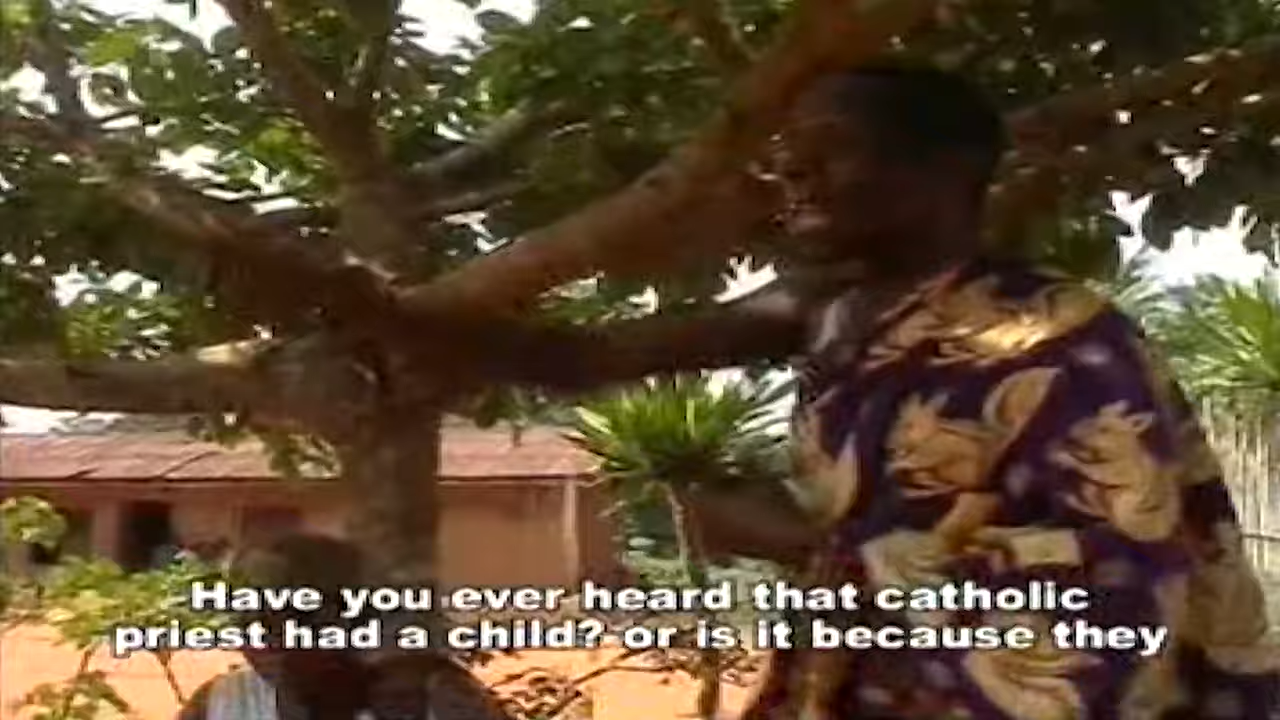 Have you ever heard that catholic
priest had a child? or is it because they